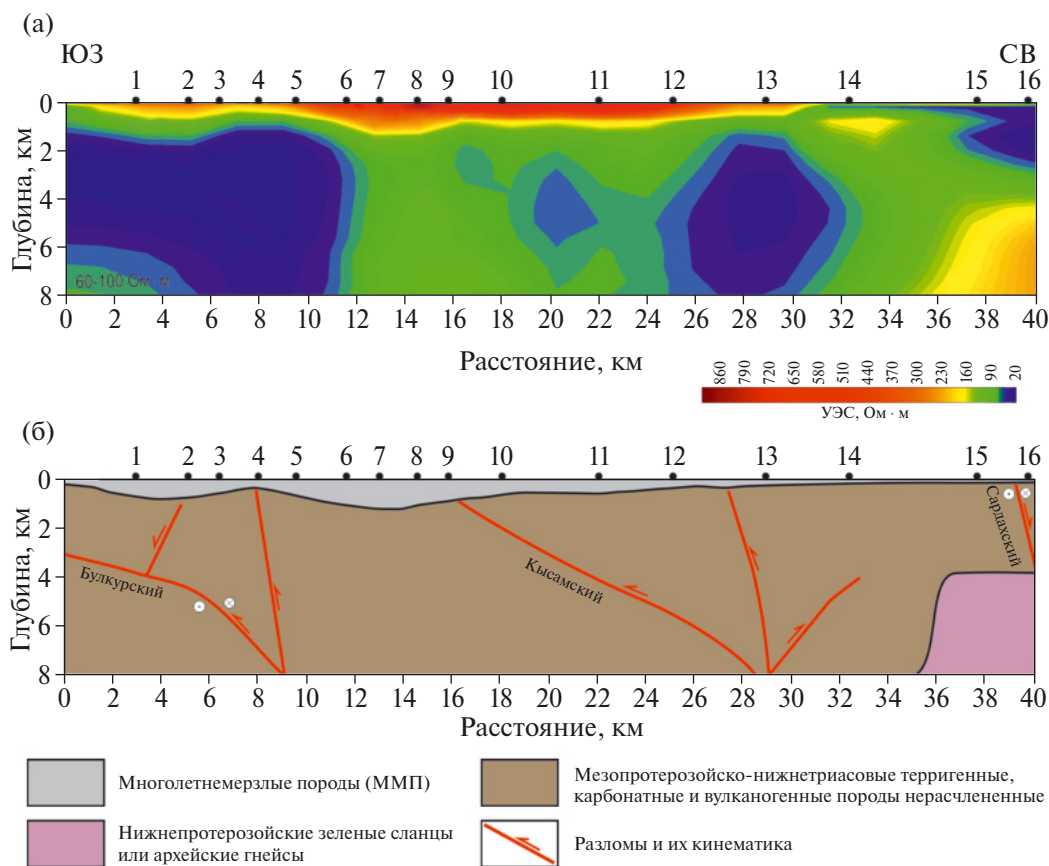 (а)
ЮЗ
СВ
1 2 3 4 5 6 7 8 9 10 11 12 13 14 15 16
0
2
4
6
8
Глубина, км
60-100 Ом · м
0 2 4 6 8 10 12 14 16 18 20 22 24 26 28 30 32 34 36 38 40
Расстояние, км
860 790 720 650 580 510 440 370 300 230 160 90 20
УЭС, Ом · м
(б)
1 2 3 4 5 6 7 8 9 10 11 12 13 14 15 16
0
2
4
6
8
Глубина, км
Булкурский
Кысамский
Сардахский
0 2 4 6 8 10 12 14 16 18 20 22 24 26 28 30 32 34 36 38 40
Расстояние, км
Многолетнемерзлые породы (ММП)
Нижнепротерозойские зеленые сланцы
или архейские гнейсы
Мезопротерозойско-нижнетриасовые терригенные,
карбонатные и вулканогенные породы нерасчлененные
Разломы и их кинематика